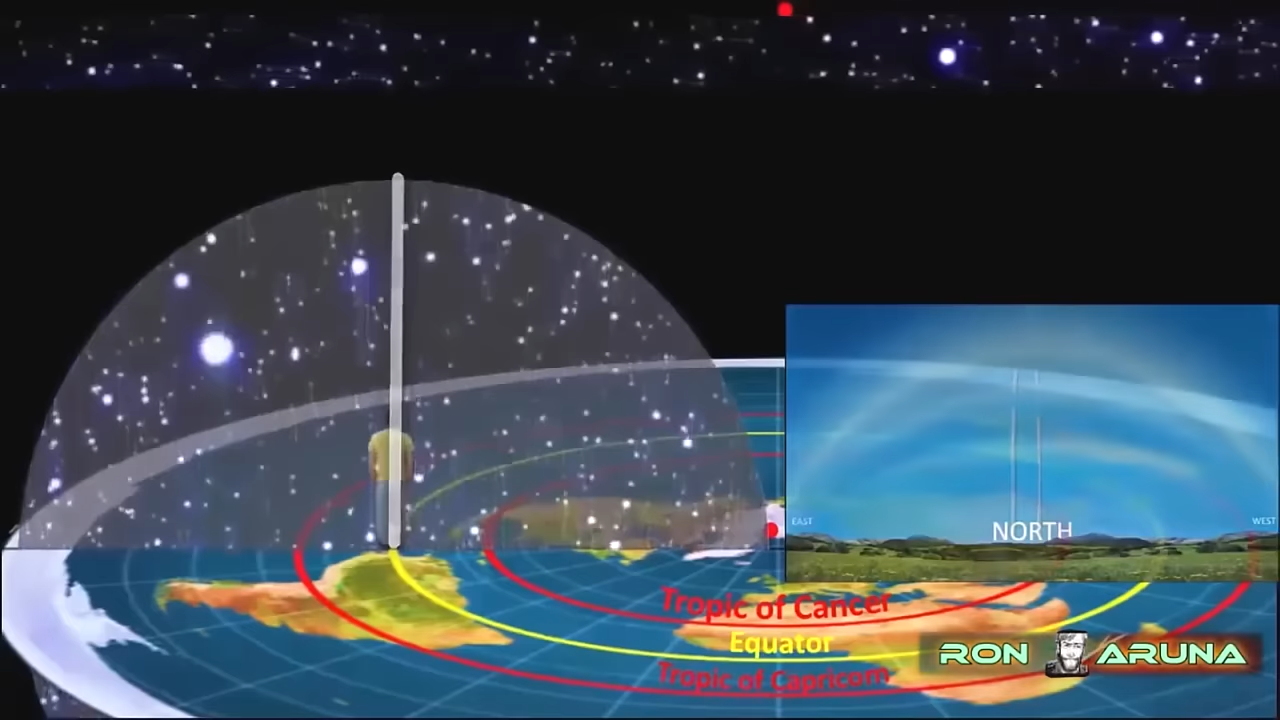 EAST
WEST
NORTH
Tropic of Cancer
Equator
Tropic of Capricorn
RON ARUNA